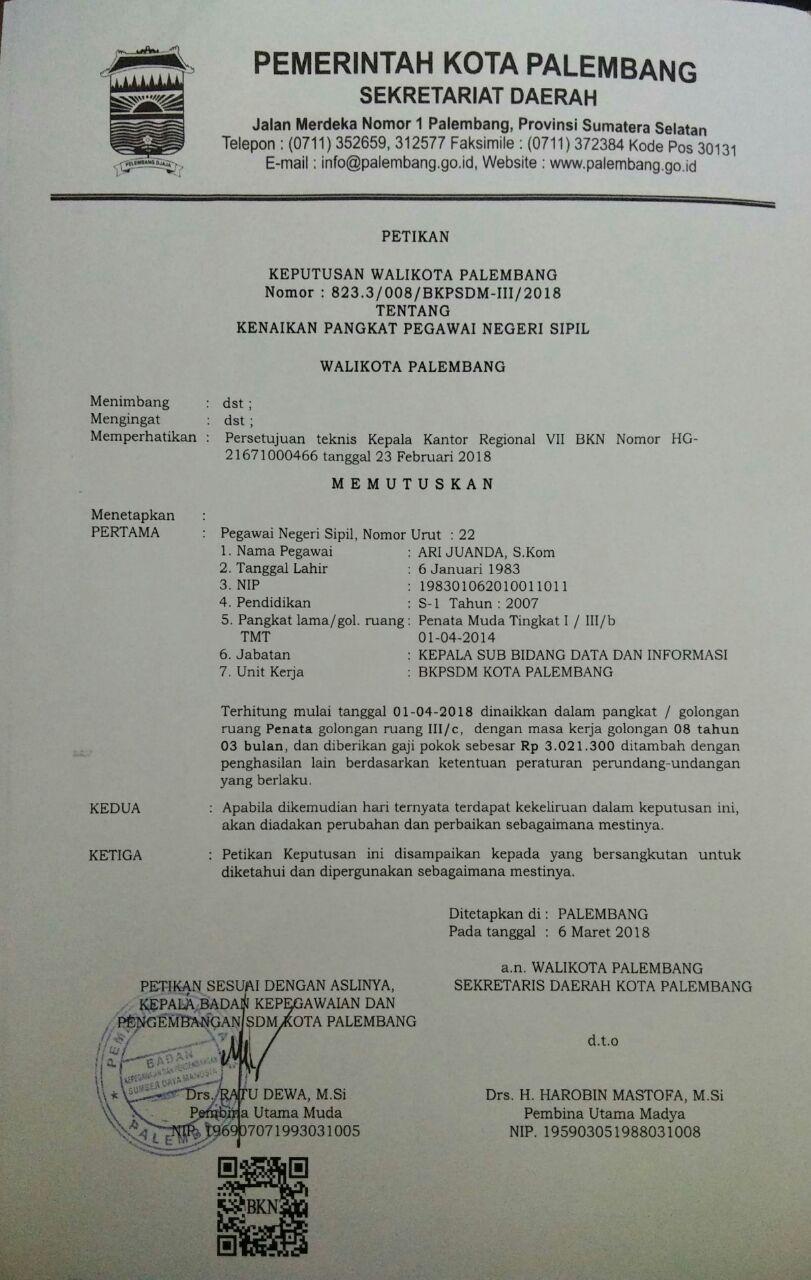 PEMERINTAH KOTA PALEMBANG
SEKRETARIAT DAERAH
Jalan Merdeka Nomor 1 Palembang, Provinsi Sumatera Selatan
Telepon : (0711) 352659, 312577 Faksimile : (0711) 372384 Kode Pos 30131
E-mail : info@palembang.go.id, Website : www.palembang.go.id
PALEMBANG DJAJA
PETIKAN
KEPUTUSAN WALIKOTA PALEMBANG
Nomor : 823.3/008/BKPSDM-III/2018
TENTANG
KENAIKAN PANGKAT PEGAWAI NEGERI SIPIL
WALIKOTA PALEMBANG
Menimbang : dst ;
Mengingat : dst ;
Memperhatikan : Persetujuan teknis Kepala Kantor Regional VII BKN Nomor HG-
21671000466 tanggal 23 Februari 2018
M E M U T U S K A N
Menetapkan :
PERTAMA : Pegawai Negeri Sipil, Nomor Urut : 22
1. Nama Pegawai : ARI JUANDA, S.Kom
2. Tanggal Lahir : 6 Januari 1983
3. NIP : 198301062010011011
4. Pendidikan : S-1 Tahun : 2007
5. Pangkat lama/gol. ruang : Penata Muda Tingkat I / III/b
TMT 01-04-2014
6. Jabatan : KEPALA SUB BIDANG DATA DAN INFORMASI
7. Unit Kerja : BKPSDM KOTA PALEMBANG
Terhitung mulai tanggal 01-04-2018 dinaikkan dalam pangkat / golongan
ruang Penata golongan ruang III/c, dengan masa kerja golongan 08 tahun
03 bulan, dan diberikan gaji pokok sebesar Rp 3.021.300 ditambah dengan
penghasilan lain berdasarkan ketentuan peraturan perundang-undangan
yang berlaku.
KEDUA : Apabila dikemudian hari ternyata terdapat kekeliruan dalam keputusan ini,
akan diadakan perubahan dan perbaikan sebagaimana mestinya.
KETIGA : Petikan Keputusan ini disampaikan kepada yang bersangkutan untuk
diketahui dan dipergunakan sebagaimana mestinya.
Ditetapkan di : PALEMBANG
Pada tanggal : 6 Maret 2018
a.n. WALIKOTA PALEMBANG
SEKRETARIS DAERAH KOTA PALEMBANG
d.t.o
Drs. H. HAROBIN MASTOFA, M.Si
Pembina Utama Madya
NIP. 195903051988031008
PETIKAN SESUAI DENGAN ASLINYA,
KEPALA BADAN KEPEGAWAIAN DAN
PENGEMBANGAN SDM KOTA PALEMBANG
BADAN
SUMBER DAYA MANUSIA
Drs. RATU DEWA, M.Si
Pembina Utama Muda
NIP. 196907071993031005
BKN